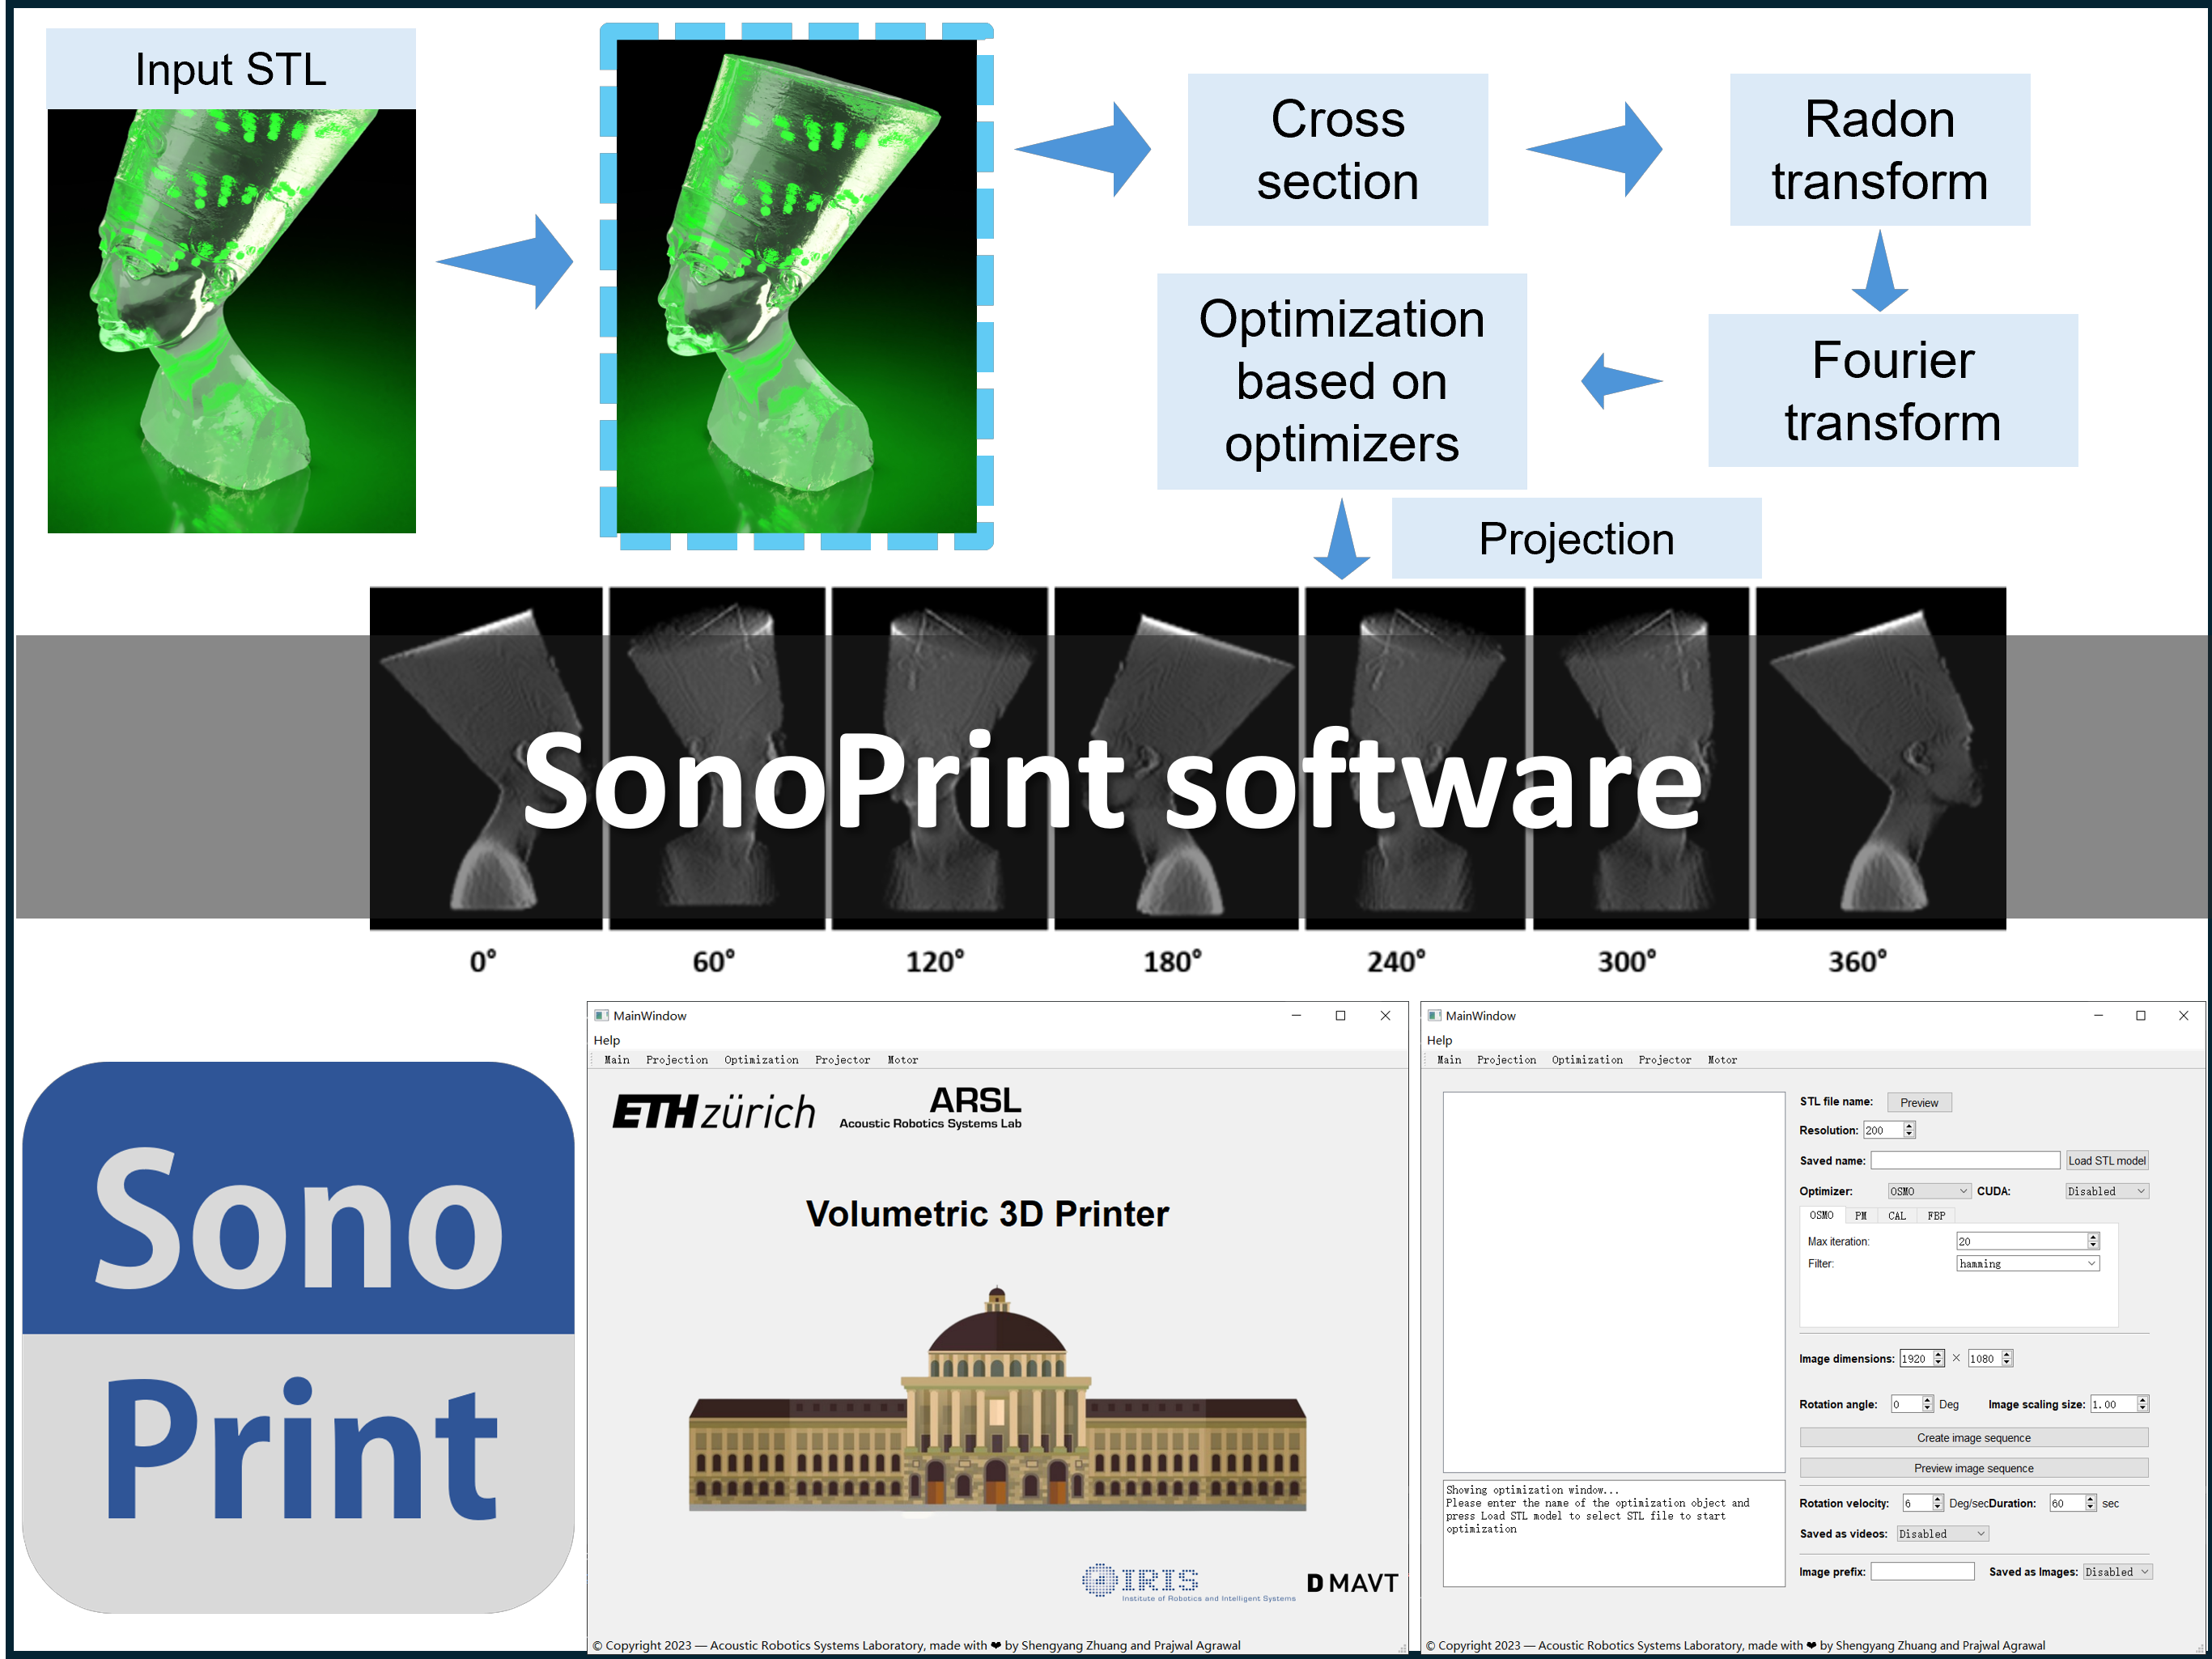 Input STL
Cross
section
Radon
transform
Fourier
transform
Optimization
based on
optimizers
Projection
SonoPrint software
0° 60° 120° 180° 240° 300° 360°
Sono
Print
MainWindow
Help
Main Projection Optimization Projector Motor
ETH zürich
ARSL
Acoustic Robotics Systems Lab
Volumetric 3D Printer
IRIS
Institute of Robotics and Intelligent Systems
D MAVT
© Copyright 2023 — Acoustic Robotics Systems Laboratory, made with ❤ by Shengyang Zhuang and Prajwal Agrawal
MainWindow
Help
Main Projection Optimization Projector Motor
STL file name: Preview
Resolution: 200
Saved name: Load STL model
Optimizer: OSMO CUDA: Disabled
OSMO PM CAL FBP
Max iteration: 20
Filter: hamming
Image dimensions: 1920 × 1080
Rotation angle: 0 Deg Image scaling size: 1.00
Create image sequence
Preview image sequence
Rotation velocity: 6 Deg/sec Duration: 60 sec
Saved as videos: Disabled
Image prefix: Saved as Images: Disabled
Showing optimization window...
Please enter the name of the optimization object and
press Load STL model to select STL file to start
optimization
© Copyright 2023 — Acoustic Robotics Systems Laboratory, made with ❤ by Shengyang Zhuang and Prajwal Agrawal